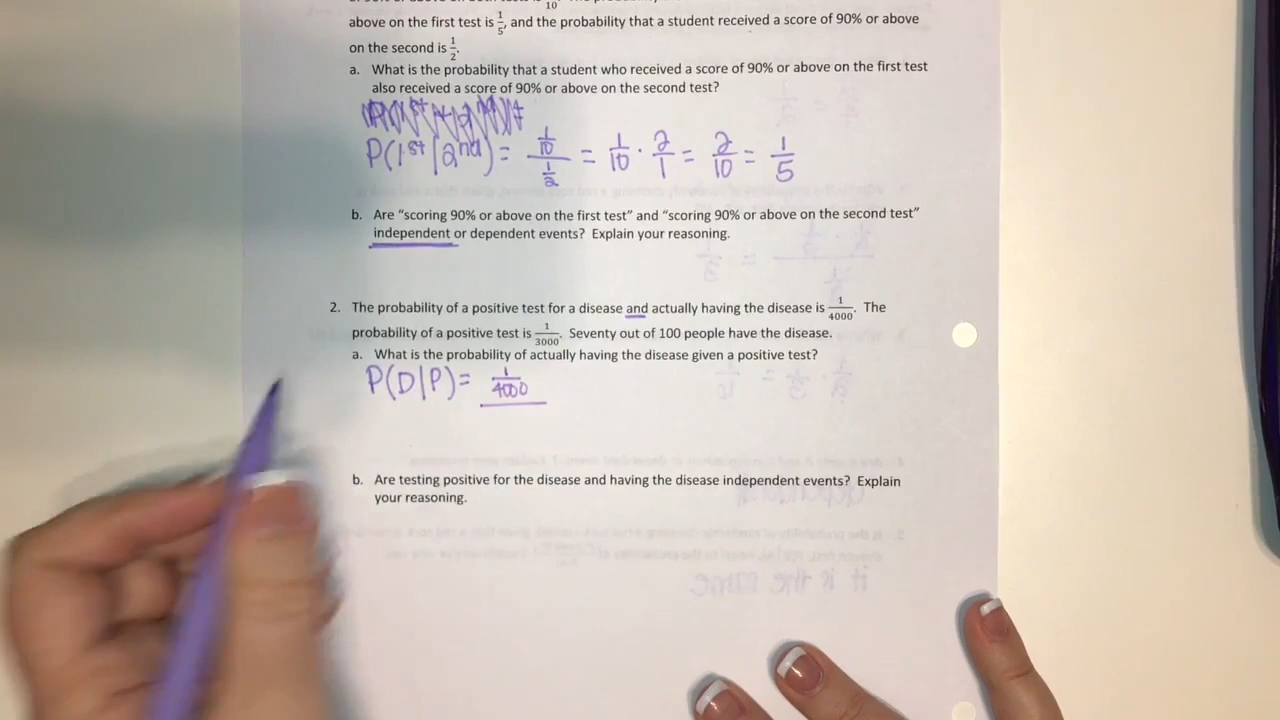 10
above on the first test is 1/5, and the probability that a student received a score of 90% or above
on the second is 1/2.
a. What is the probability that a student who received a score of 90% or above on the first test
also received a score of 90% or above on the second test?
P(1st|2nd) = 1/10 / 1/2 = 1/10 · 2/1 = 2/10 = 1/5
b. Are “scoring 90% or above on the first test” and “scoring 90% or above on the second test”
independent or dependent events? Explain your reasoning.
2. The probability of a positive test for a disease and actually having the disease is 1/4000. The
probability of a positive test is 1/3000. Seventy out of 100 people have the disease.
a. What is the probability of actually having the disease given a positive test?
P(D|P) = 1/4000
b. Are testing positive for the disease and having the disease independent events? Explain
your reasoning.